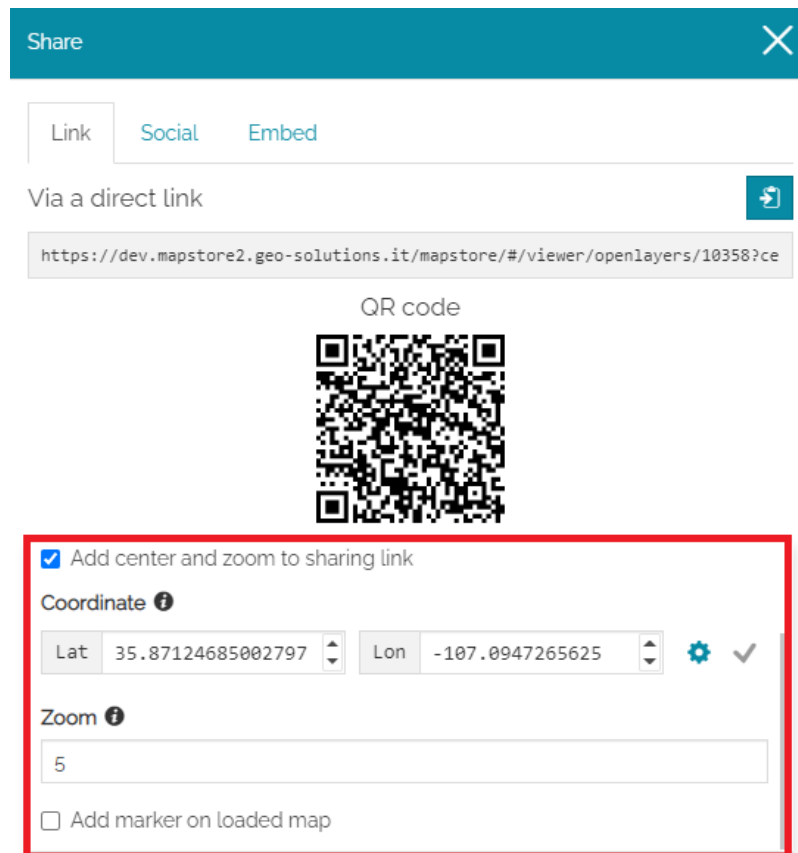 Share
Link Social Embed
Via a direct link
https://dev.mapstore2.geo-solutions.it/mapstore/#/viewer/openlayers/10358?ce
QR code
Add center and zoom to sharing link
Coordinate
Lat 35.87124685002797 Lon -107.0947265625
Zoom
5
Add marker on loaded map